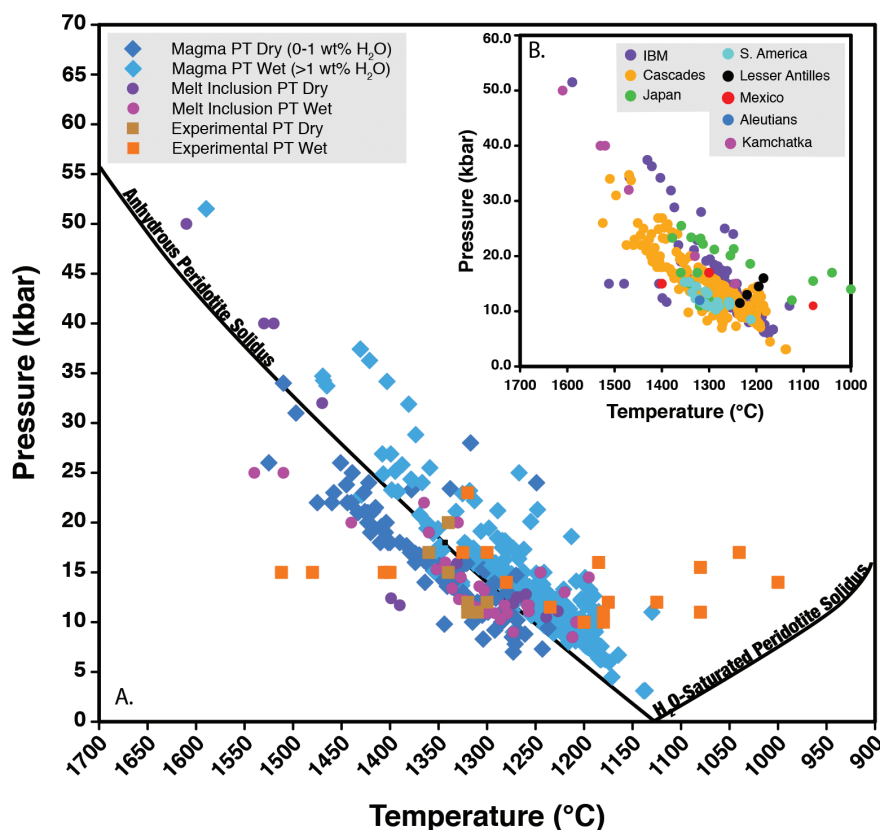 70
65
60
55
50
45
40
35
30
25
20
15
10
5
0
Pressure (kbar)
Magma PT Dry (0-1 wt% H2O)
Magma PT Wet (>1 wt% H2O)
Melt Inclusion PT Dry
Melt Inclusion PT Wet
Experimental PT Dry
Experimental PT Wet
Anhydrous Peridotite Solidus
H2O-Saturated Peridotite Solidus
A.
1700
1650
1600
1550
1500
1450
1400
1350
1300
1250
1200
1150
1100
1050
1000
950
900
Temperature (°C)
B.
60.0
50.0
40.0
30.0
20.0
10.0
0.0
Pressure (kbar)
IBM
Cascades
Japan
S. America
Lesser Antilles
Mexico
Aleutians
Kamchatka
1700
1600
1500
1400
1300
1200
1100
1000
Temperature (°C)